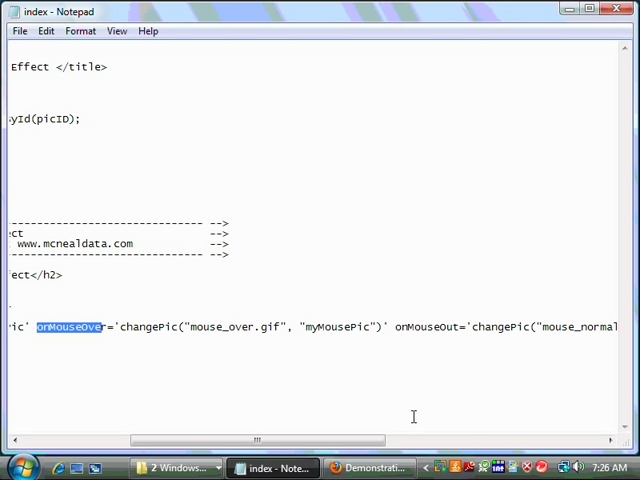 index - Notepad
File Edit Format View Help
Effect </title>
yId(picID);
------------------------------ -->
ect -->
www.mcnealdata.com -->
------------------------------ -->
fect</h2>
ic' onMouseOver='changePic("mouse_over.gif", "myMousePic")' onMouseOut='changePic("mouse_normal
2 Windows... index - Note... Demonstrati... 7:26 AM